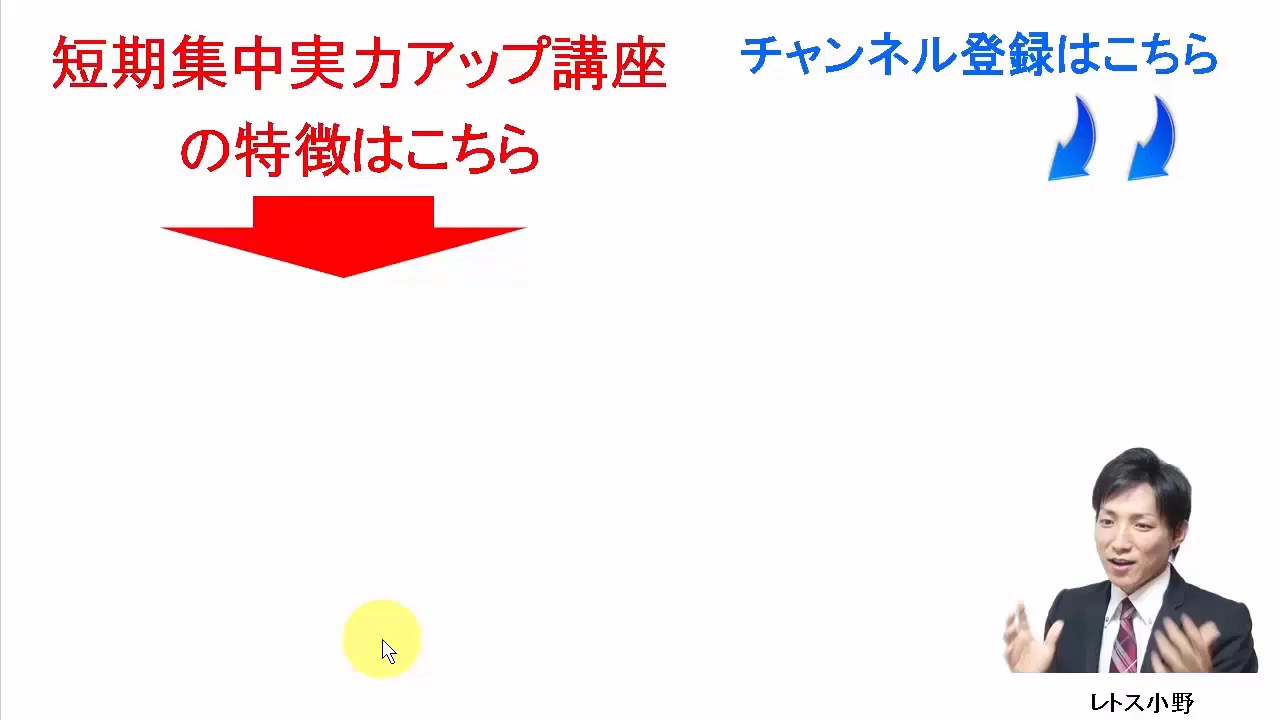 短期集中実力アップ講座
の特徴はこちら
チャンネル登録はこちら
レトス小野